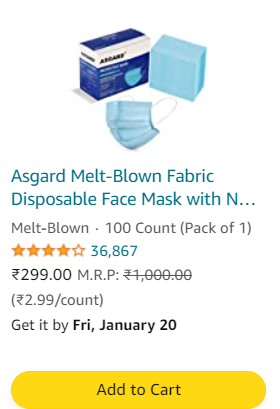 ASGARD
Asgard Melt-Blown Fabric
Disposable Face Mask with N...
Melt-Blown · 100 Count (Pack of 1)
36,867
₹299.00 M.R.P: ₹1,000.00
(₹2.99/count)
Get it by Fri, January 20
Add to Cart